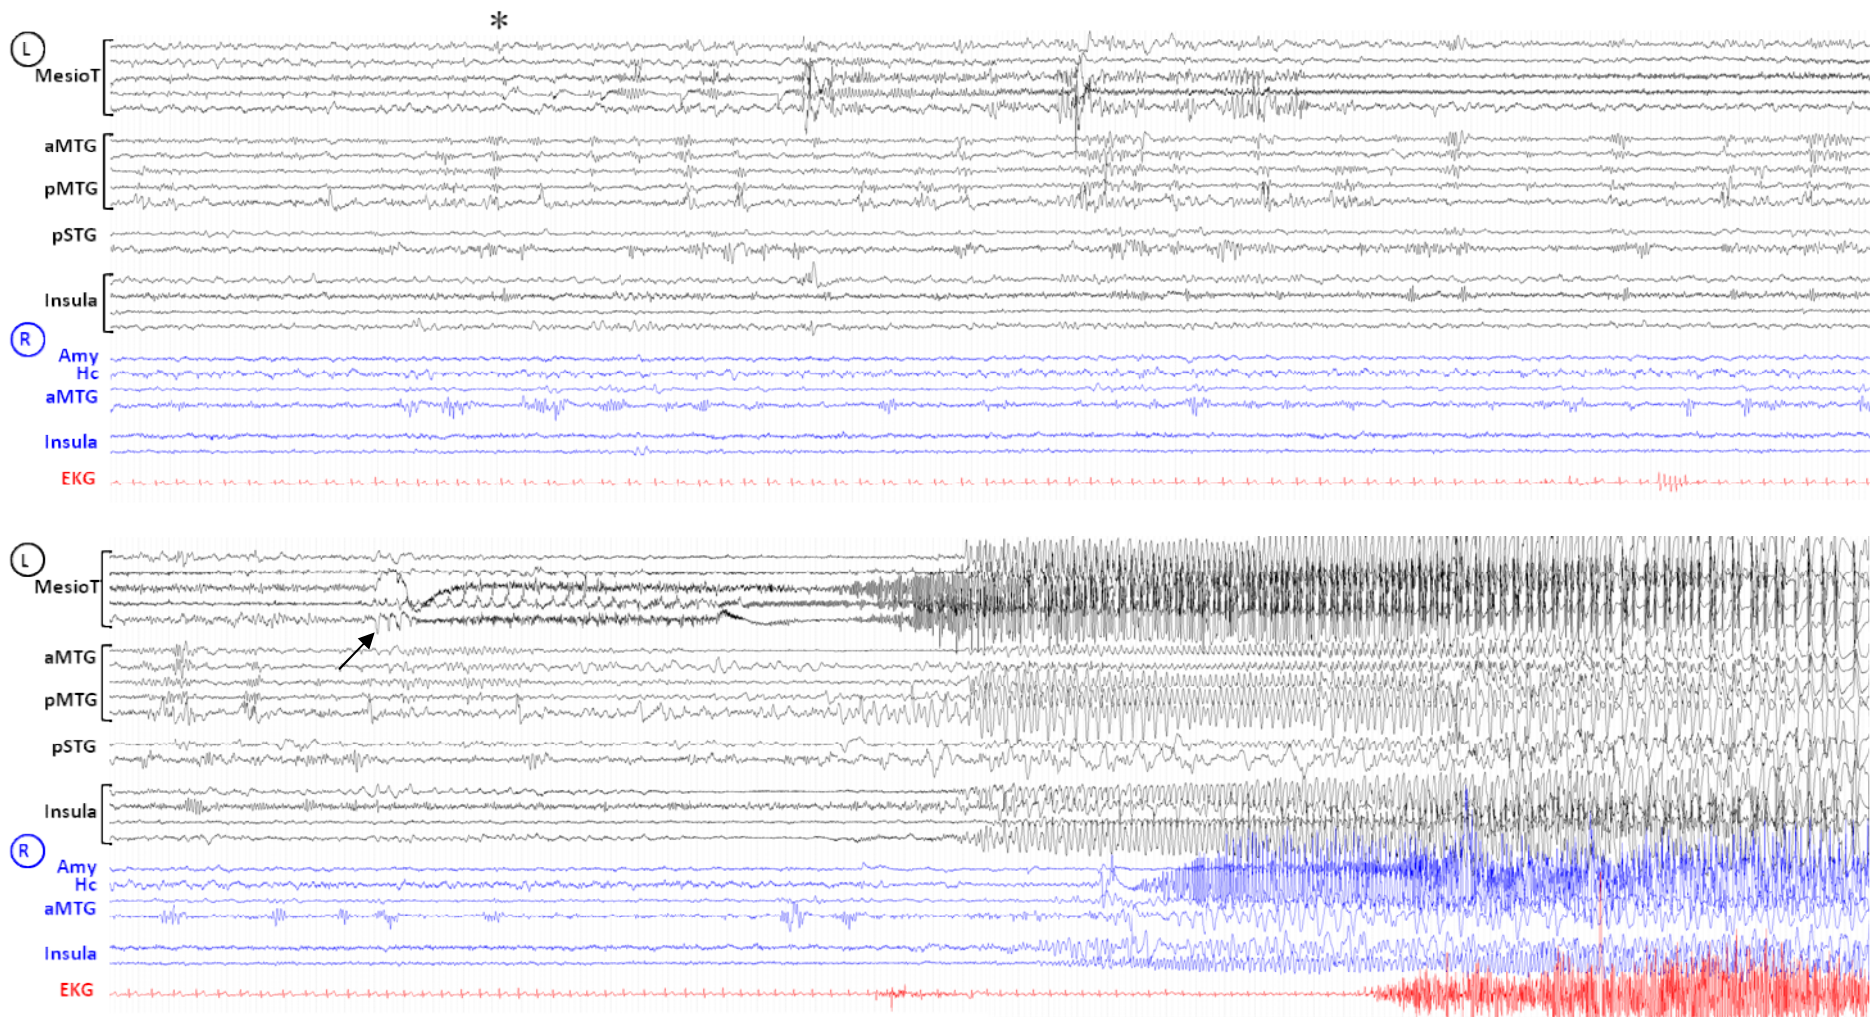 *
L
MesioT
aMTG
pMTG
pSTG
Insula
R
Amy
Hc
aMTG
Insula
EKG
L
MesioT
aMTG
pMTG
pSTG
Insula
R
Amy
Hc
aMTG
Insula
EKG